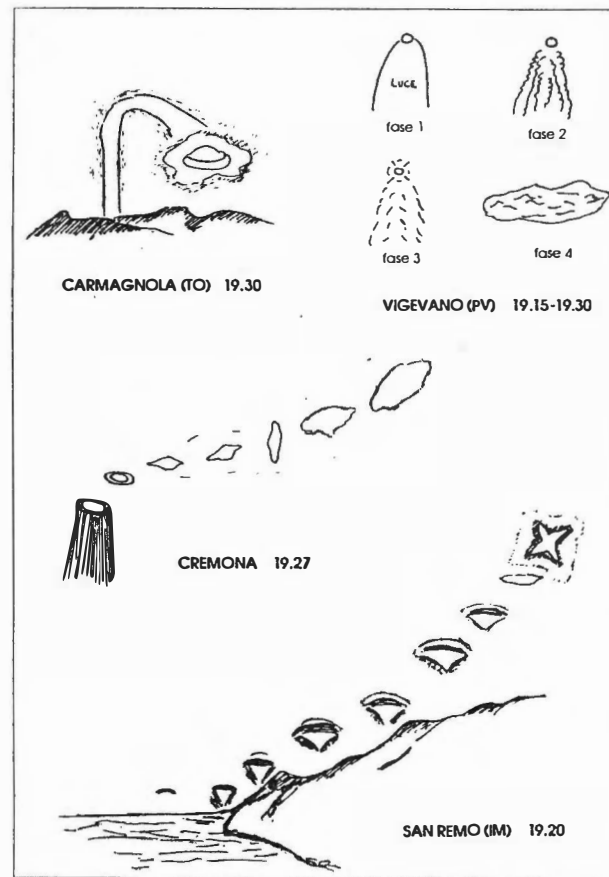 LUCE
fase 1
fase 2
fase 3
fase 4
CARMAGNOLA (TO) 19.30
VIGEVANO (PV) 19.15-19.30
CREMONA 19.27
SAN REMO (IM) 19.20